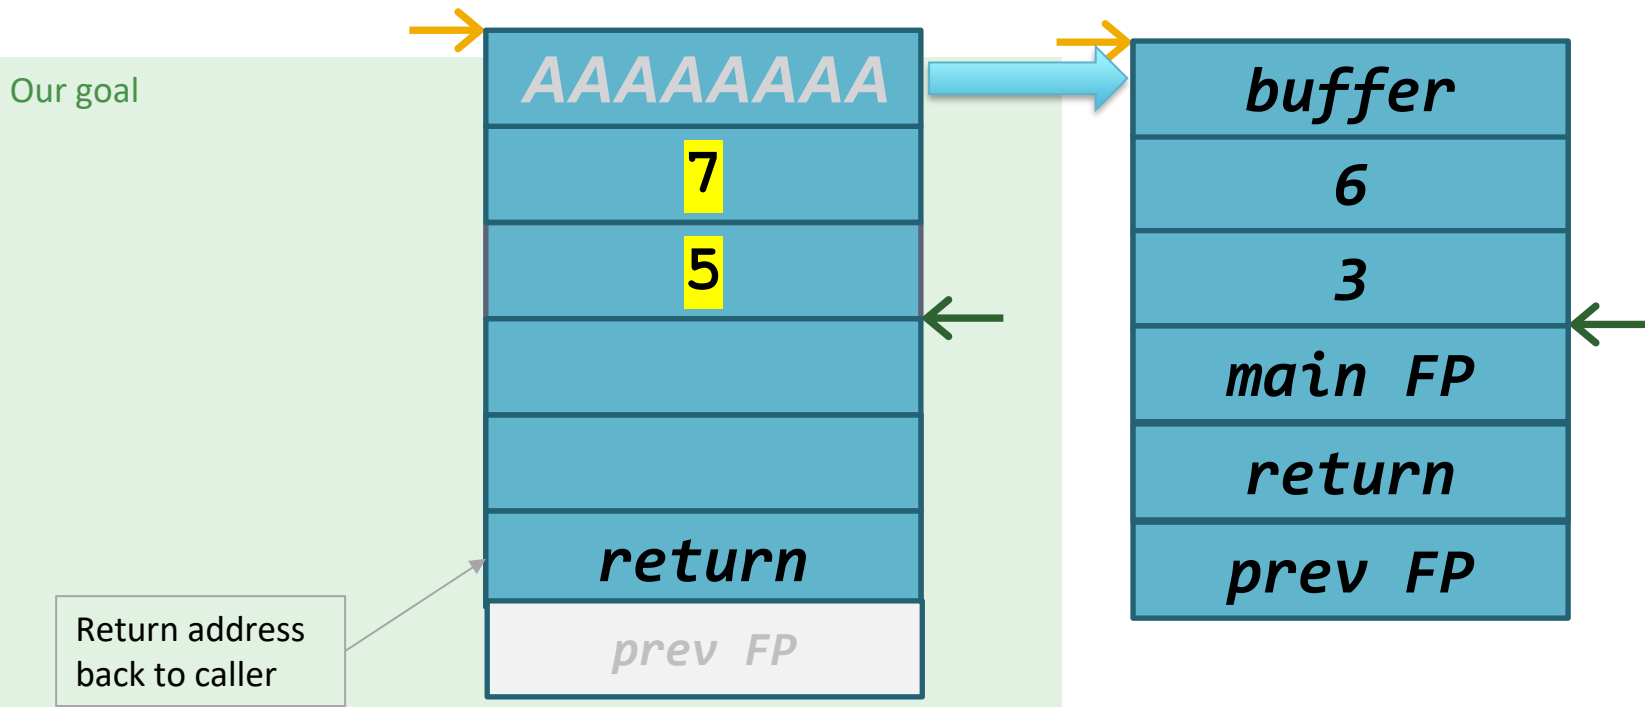 Our goal
AAAAAAAA
7
5
return
prev FP
Return address
back to caller
buffer
6
3
main FP
return
prev FP